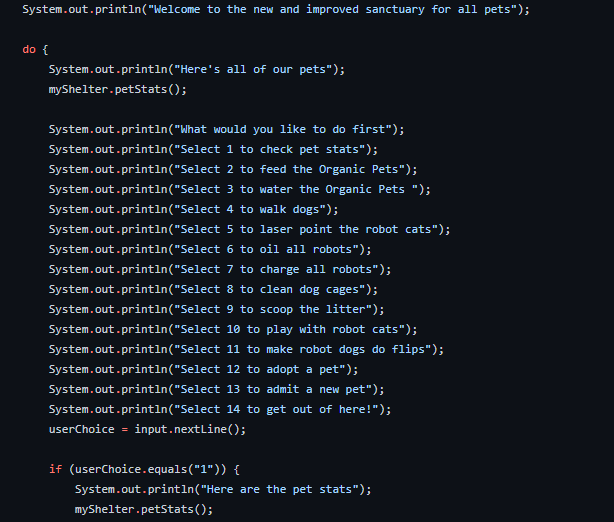 System.out.println("Welcome to the new and improved sanctuary for all pets");
do {
System.out.println("Here's all of our pets");
myShelter.petStats();
System.out.println("What would you like to do first");
System.out.println("Select 1 to check pet stats");
System.out.println("Select 2 to feed the Organic Pets");
System.out.println("Select 3 to water the Organic Pets ");
System.out.println("Select 4 to walk dogs");
System.out.println("Select 5 to laser point the robot cats");
System.out.println("Select 6 to oil all robots");
System.out.println("Select 7 to charge all robots");
System.out.println("Select 8 to clean dog cages");
System.out.println("Select 9 to scoop the litter");
System.out.println("Select 10 to play with robot cats");
System.out.println("Select 11 to make robot dogs do flips");
System.out.println("Select 12 to adopt a pet");
System.out.println("Select 13 to admit a new pet");
System.out.println("Select 14 to get out of here!");
userChoice = input.nextLine();
if (userChoice.equals("1")) {
System.out.println("Here are the pet stats");
myShelter.petStats();